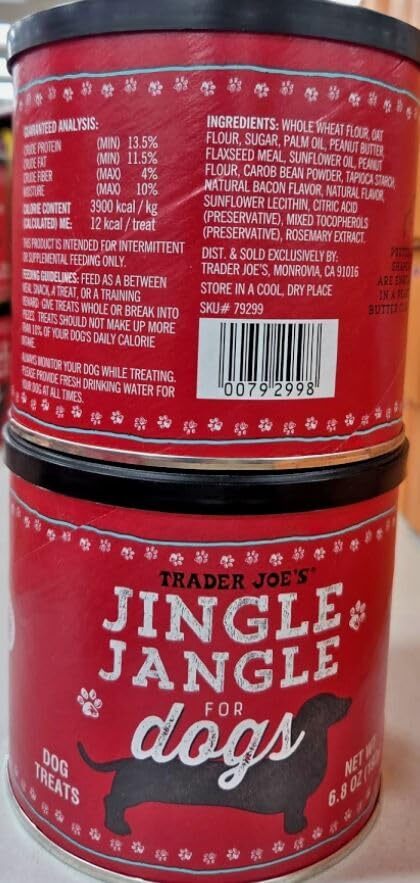 GUARANTEED ANALYSIS:
CRUDE PROTEIN (MIN) 13.5%
CRUDE FAT (MIN) 11.5%
CRUDE FIBER (MAX) 4%
MOISTURE (MAX) 10%
CALORIE CONTENT 3900 kcal / kg
(CALCULATED) ME: 12 kcal / treat
THIS PRODUCT IS INTENDED FOR INTERMITTENT
OR SUPPLEMENTAL FEEDING ONLY.
FEEDING GUIDELINES: FEED AS A BETWEEN
MEAL SNACK, A TREAT, OR A TRAINING
REWARD. GIVE TREATS WHOLE OR BREAK INTO
PIECES. TREATS SHOULD NOT MAKE UP MORE
THAN 10% OF YOUR DOG'S DAILY CALORIE
INTAKE.
ALWAYS MONITOR YOUR DOG WHILE TREATING.
PLEASE PROVIDE FRESH DRINKING WATER FOR
YOUR DOG AT ALL TIMES.
INGREDIENTS: WHOLE WHEAT FLOUR, OAT
FLOUR, SUGAR, PALM OIL, PEANUT BUTTER,
FLAXSEED MEAL, SUNFLOWER OIL, PEANUT
FLOUR, CAROB BEAN POWDER, TAPIOCA STARCH,
NATURAL BACON FLAVOR, NATURAL FLAVOR,
SUNFLOWER LECITHIN, CITRIC ACID
(PRESERVATIVE), MIXED TOCOPHEROLS
(PRESERVATIVE), ROSEMARY EXTRACT.
DIST. & SOLD EXCLUSIVELY BY:
TRADER JOE'S, MONROVIA, CA 91016
STORE IN A COOL, DRY PLACE
SKU# 79299
0079 2998
ARE
IN A
BUTTER
TRADER JOE'S
JINGLE
JANGLE
FOR
dogs
DOG
TREATS
NET
6.8 OZ